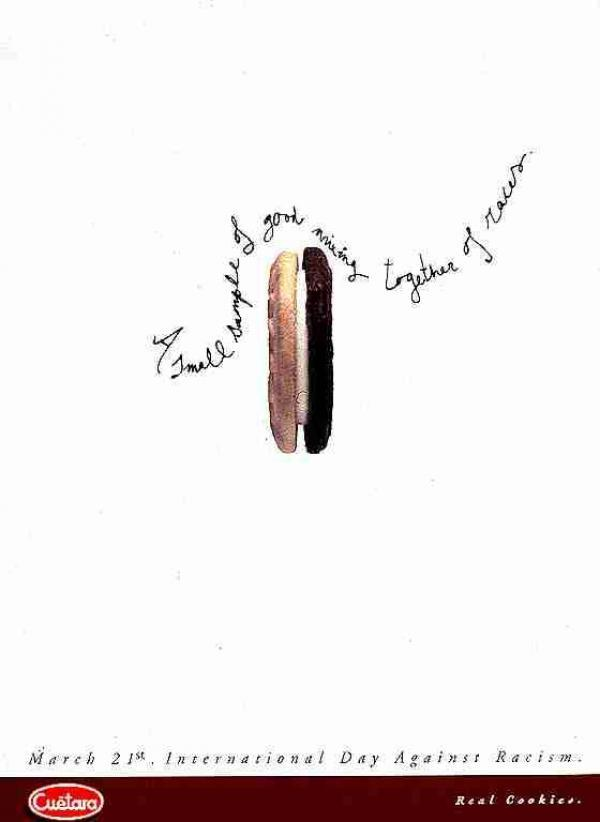 A small sample of good mixing together of races.
March 21st. International Day Against Racism.
Cuétara
Real Cookies.